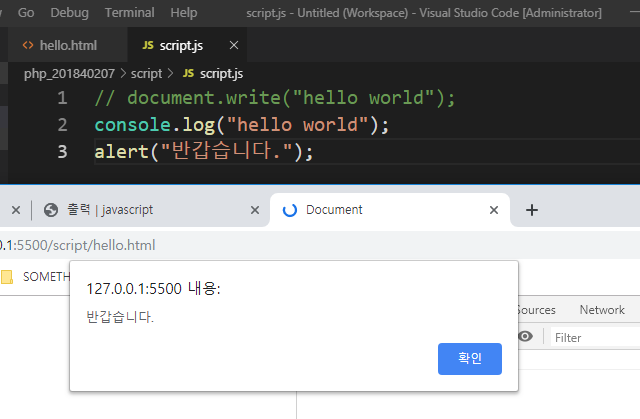 Go Debug Terminal Help script.js - Untitled (Workspace) - Visual Studio Code [Administrator]
<> hello.html JS script.js ×
php_201840207 > script > JS script.js
1 // document.write("hello world");
2 console.log("hello world");
3 alert("반갑습니다.");
× 출력 | javascript × Document × +
.1:5500/script/hello.html
SOMETH
127.0.0.1:5500 내용:
반갑습니다.
확인
Sources Network
Filter